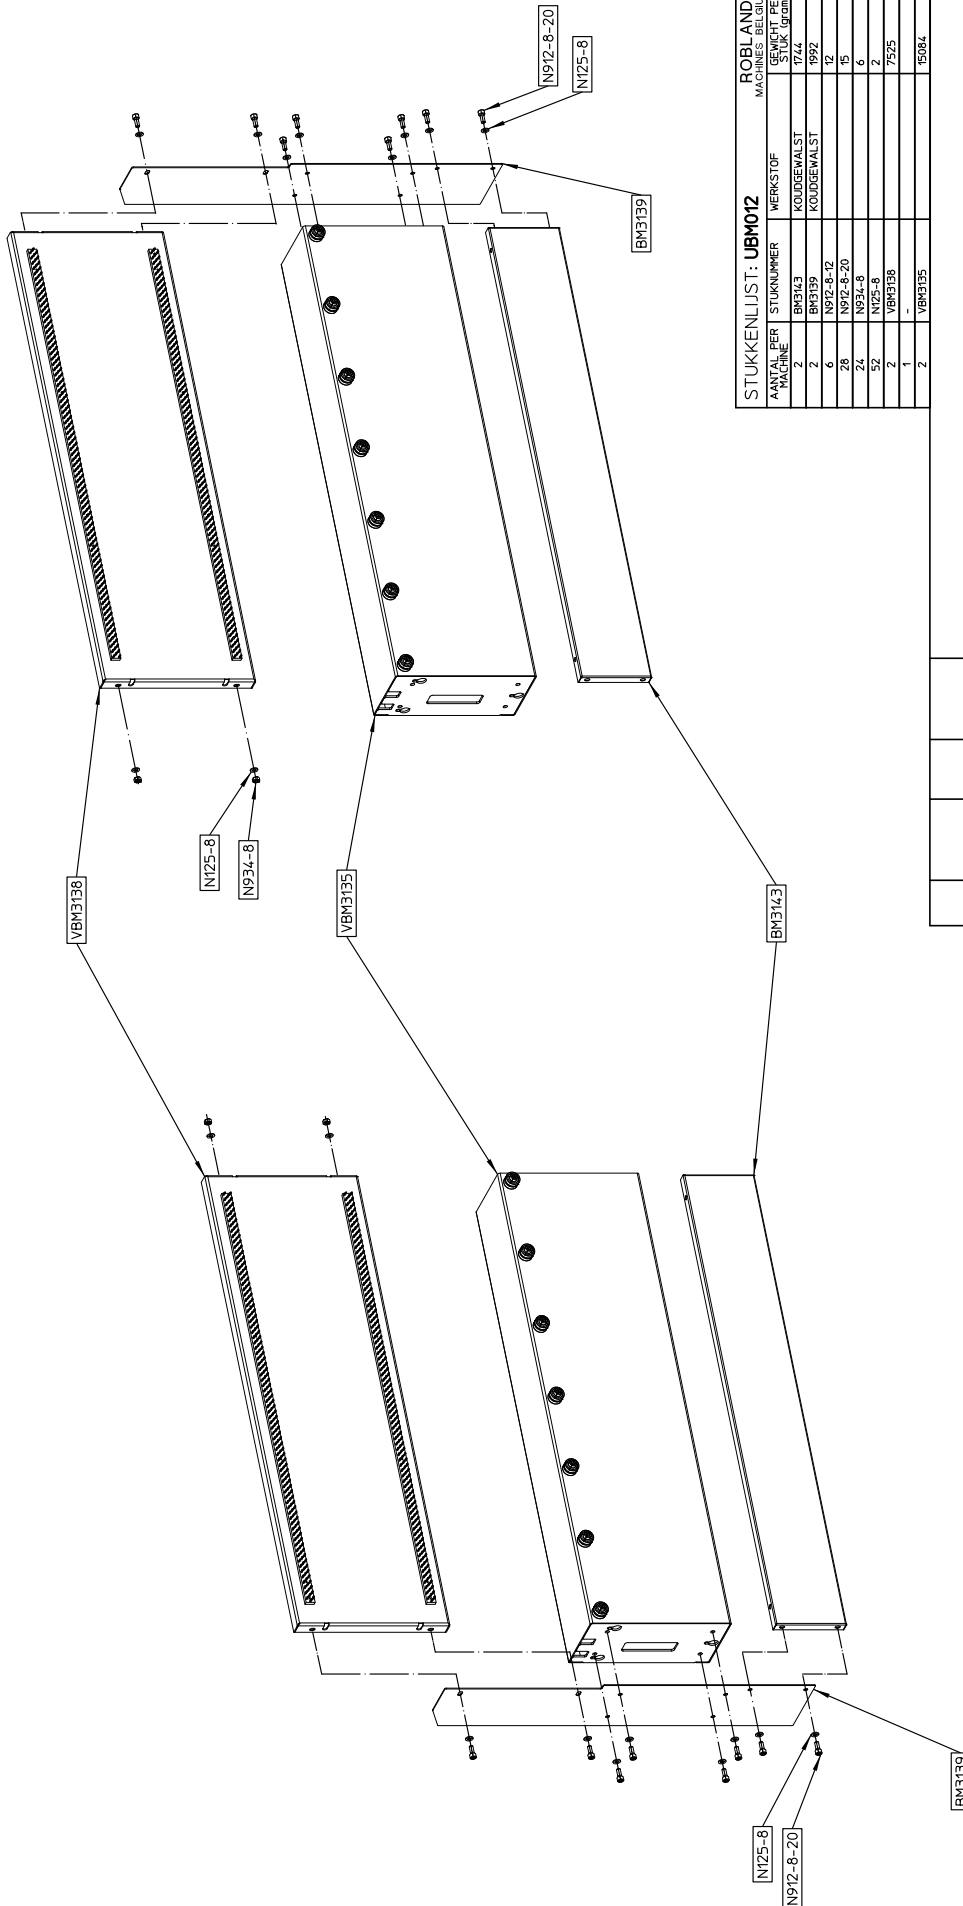 N912-8-20
N125-8
BM3139
VBM3138
N125-8
N934-8
VBM3135
BM3143
N125-8
N912-8-20
BM3139
STUKKENLIJST: UBM012 ROBLAND
MACHINES BELGIU
AANTAL PER MACHINE STUKNUMMER WERKSTOF GEWICHT PE
STUK (gram
2 BM3143 KOUDGEWALST 1744
2 BM3139 KOUDGEWALST 1992
6 N912-8-12 12
28 N912-8-20 15
24 N934-8 6
52 N125-8 2
2 VBM3138 7525
1 -
2 VBM3135 15084